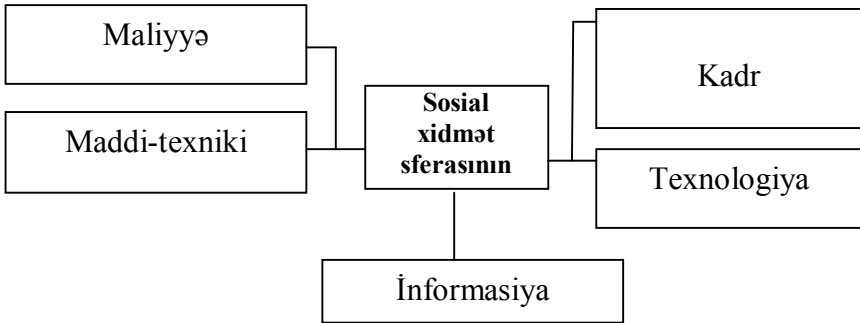 Maliyyə
Maddi-texniki
Sosial
xidmət
sferasının
Kadr
Texnologiya
İnformasiya